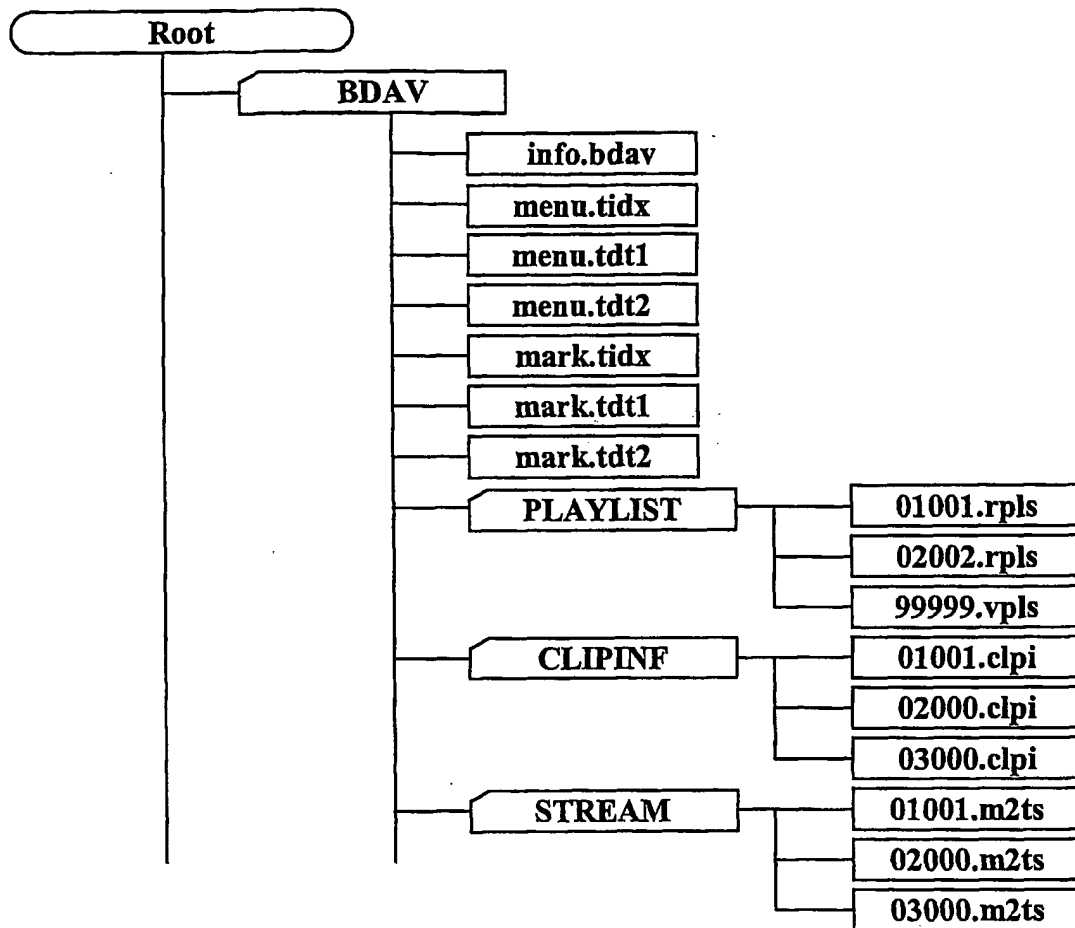 Root
BDAV
info.bdav
menu.tidx
menu.tdt1
menu.tdt2
mark.tidx
mark.tdt1
mark.tdt2
PLAYLIST
01001.rpls
02002.rpls
99999.vpls
CLIPINF
01001.clpi
02000.clpi
03000.clpi
STREAM
01001.m2ts
02000.m2ts
03000.m2ts